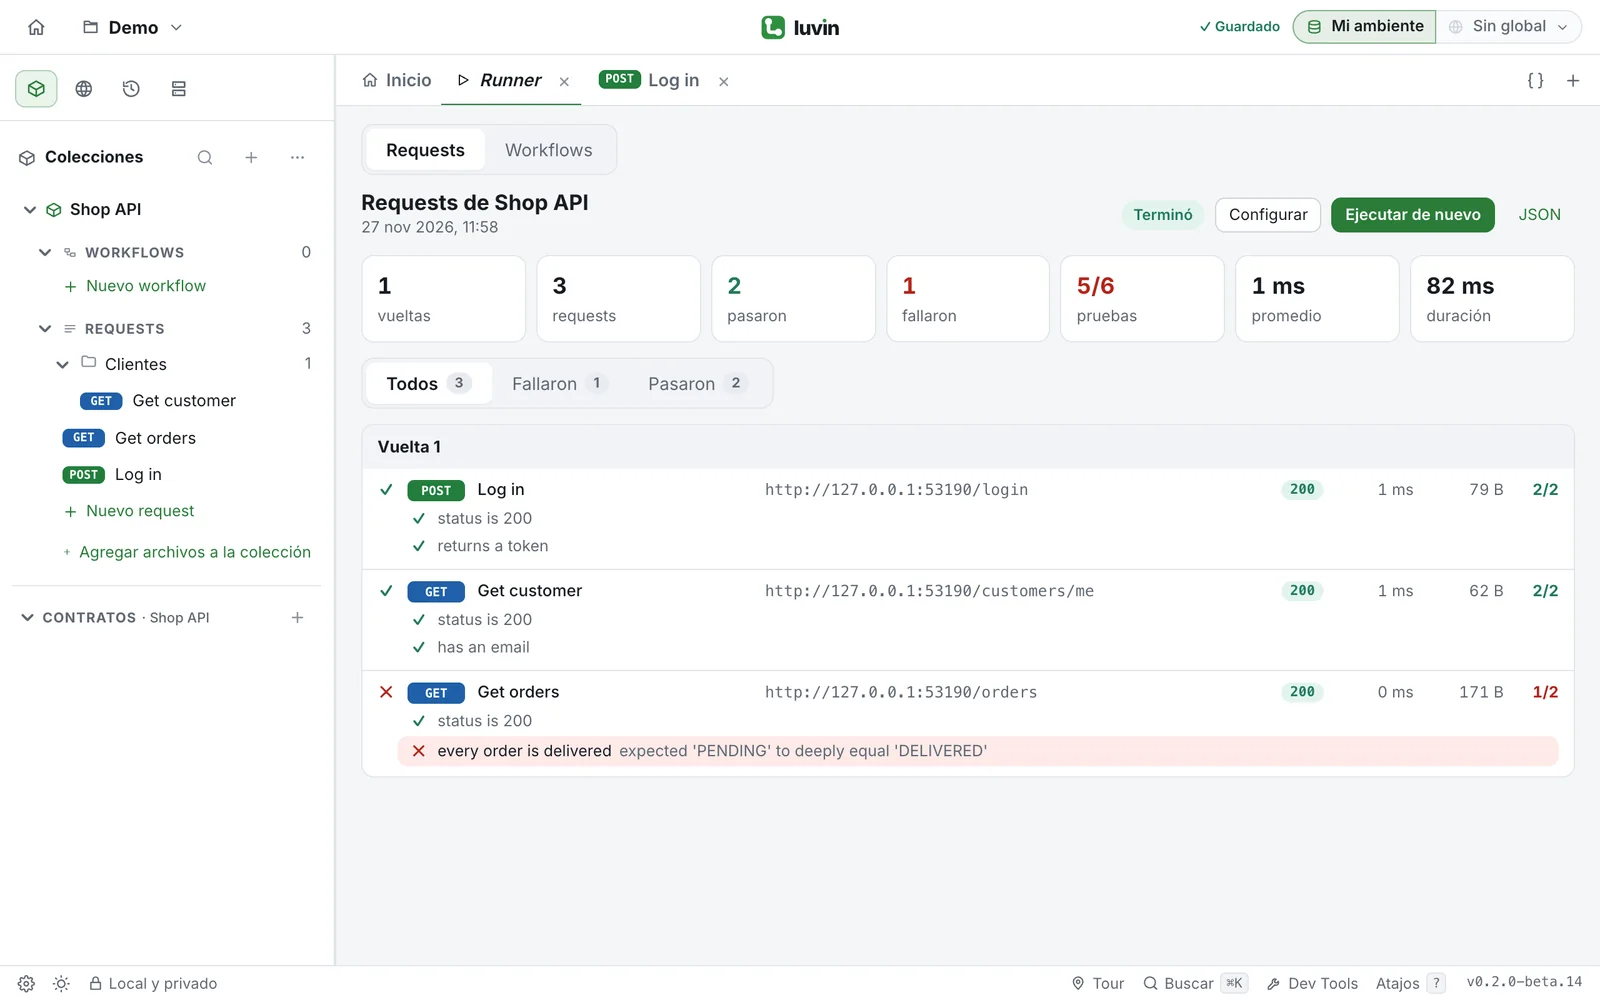 Demo
luvin
Guardado
Mi ambiente
Sin global
Inicio
Runner
POST Log in
Colecciones
Shop API
WORKFLOWS 0
+ Nuevo workflow
REQUESTS 3
Clientes 1
GET Get customer
GET Get orders
POST Log in
+ Nuevo request
+ Agregar archivos a la colección
CONTRATOS · Shop API
Requests Workflows
Requests de Shop API
27 nov 2026, 11:58
Terminó
Configurar
Ejecutar de nuevo
JSON
1
vueltas
3
requests
2
pasaron
1
fallaron
5/6
pruebas
1 ms
promedio
82 ms
duración
Todos 3 Fallaron 1 Pasaron 2
Vuelta 1
POST Log in http://127.0.0.1:53190/login 200 1 ms 79 B 2/2
status is 200
returns a token
GET Get customer http://127.0.0.1:53190/customers/me 200 1 ms 62 B 2/2
status is 200
has an email
GET Get orders http://127.0.0.1:53190/orders 200 0 ms 171 B 1/2
status is 200
every order is delivered expected 'PENDING' to deeply equal 'DELIVERED'
Local y privado
Tour
Buscar ⌘K
Dev Tools
Atajos ?
v0.2.0-beta.14